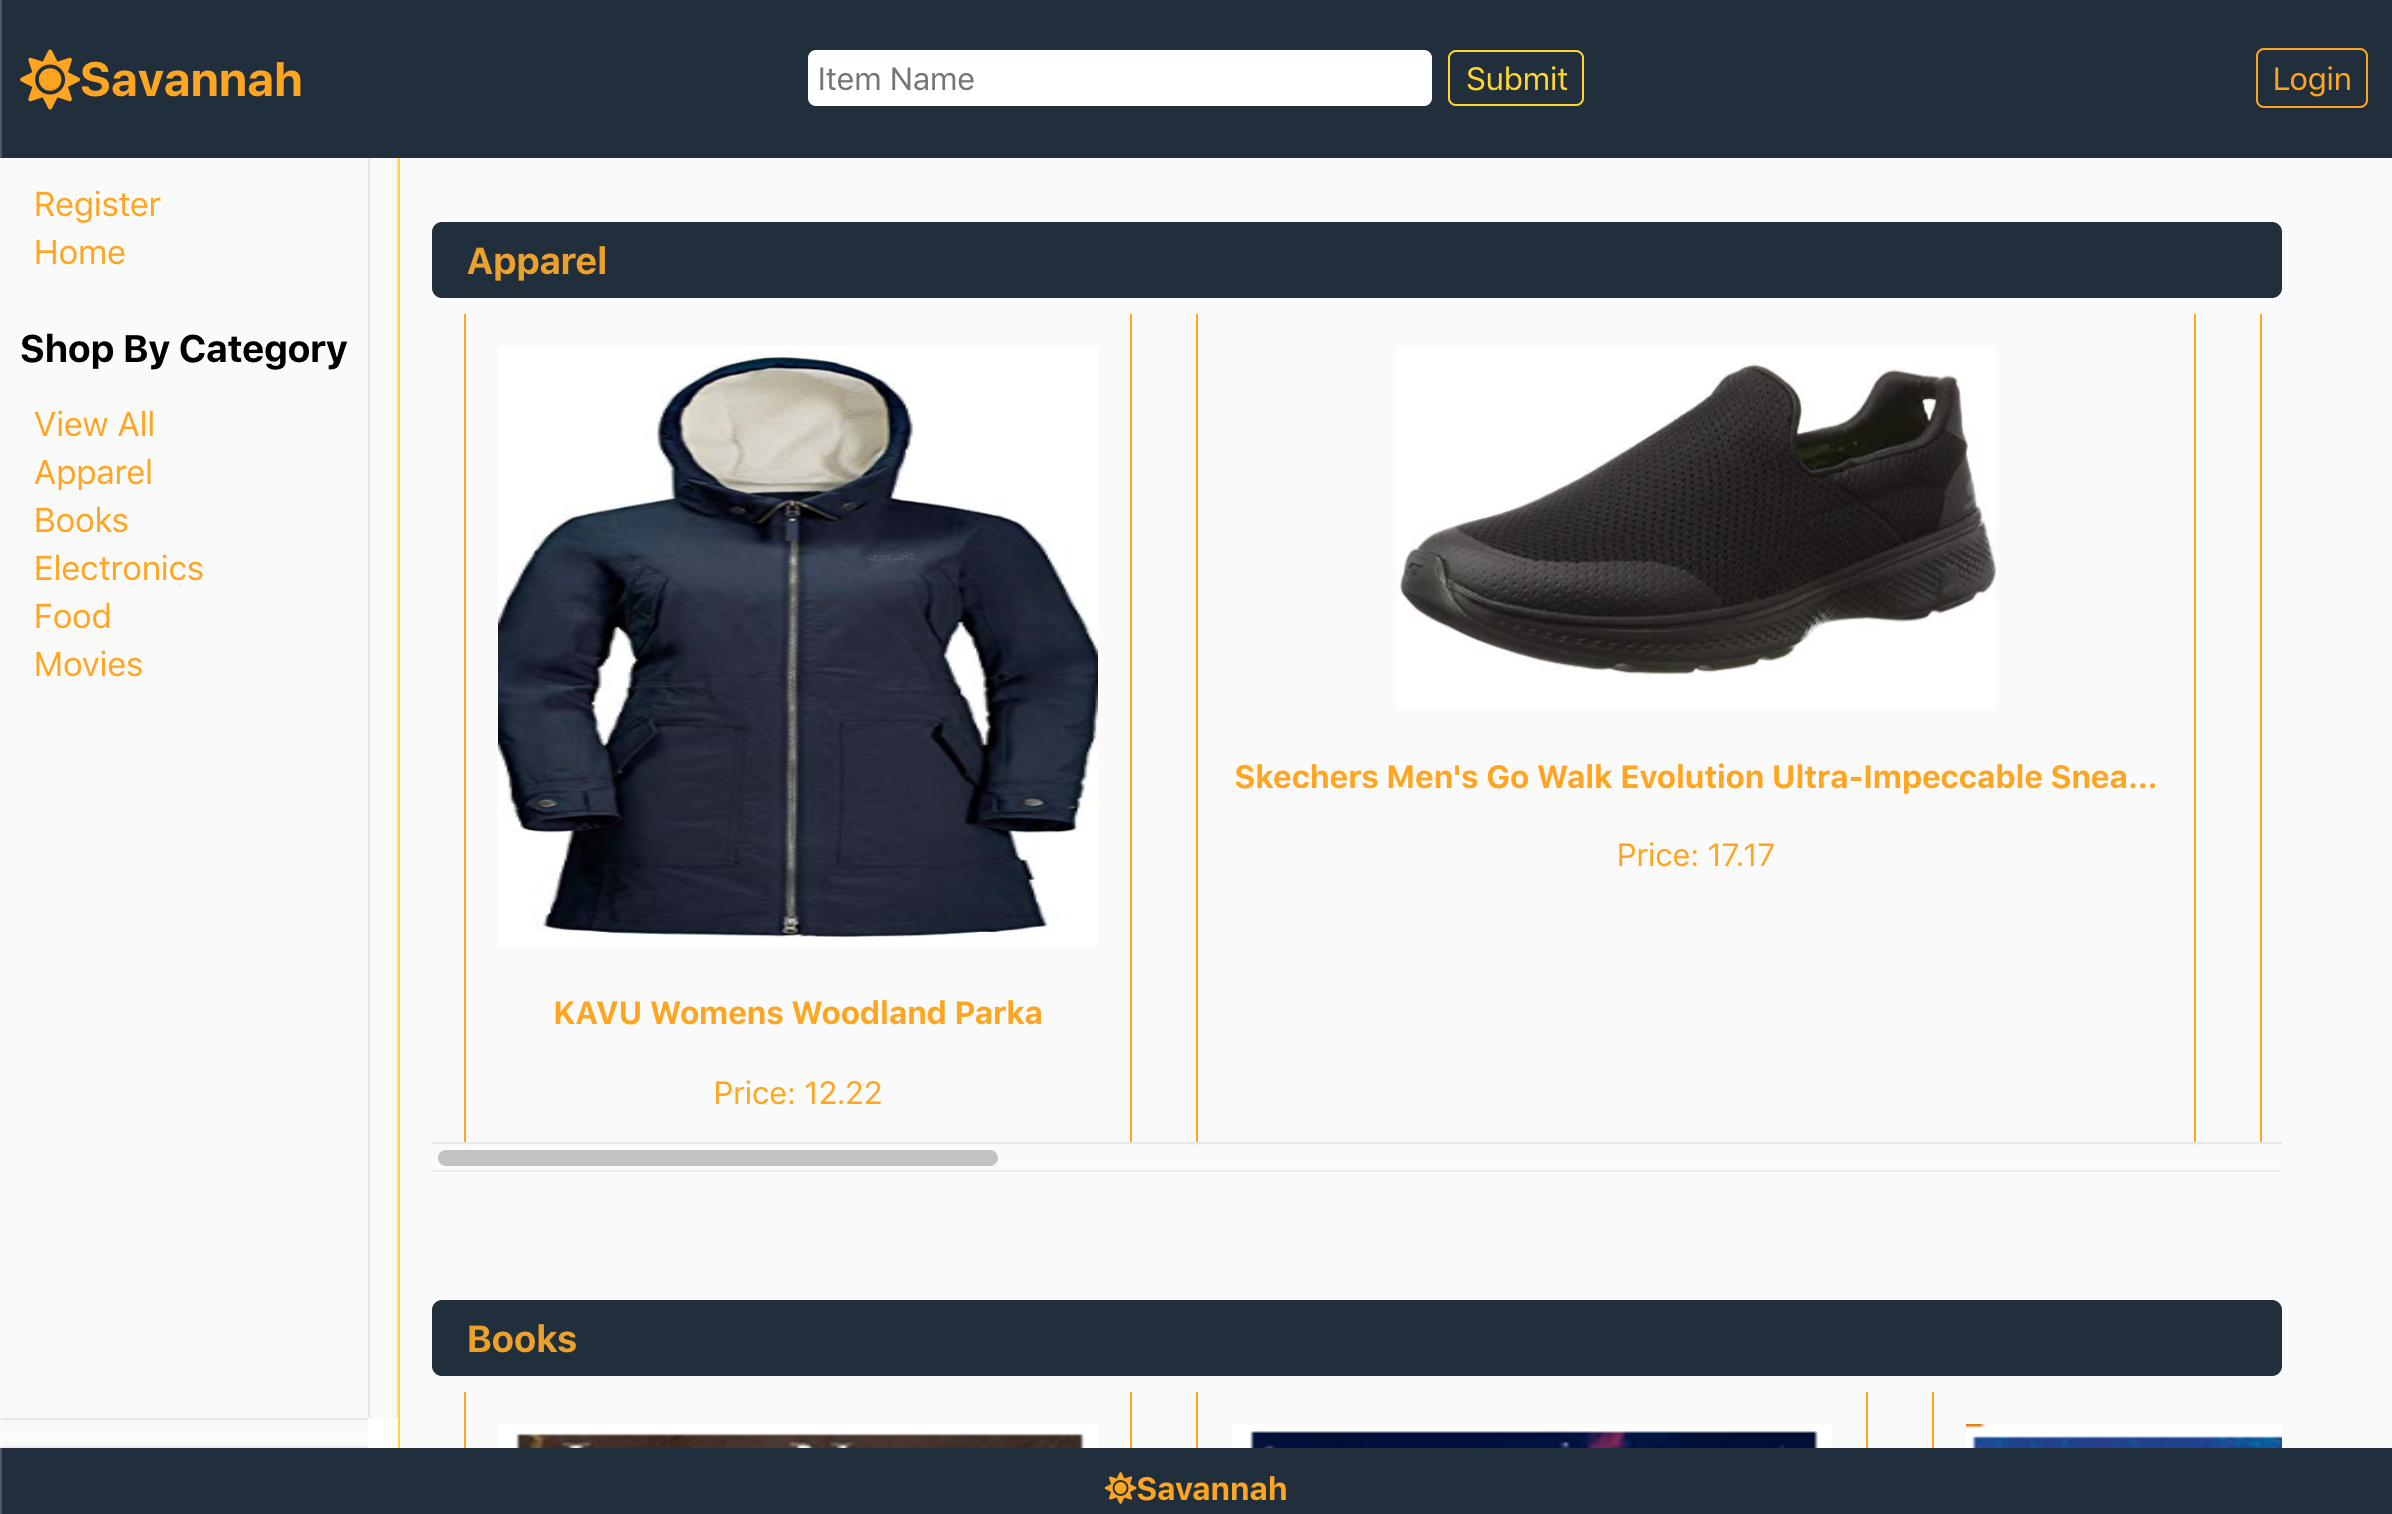 Savannah
Item Name
Submit
Login
Register
Home
Shop By Category
View All
Apparel
Books
Electronics
Food
Movies
Apparel
KAVU Womens Woodland Parka
Price: 12.22
Skechers Men's Go Walk Evolution Ultra-Impeccable Snea...
Price: 17.17
Books
Savannah